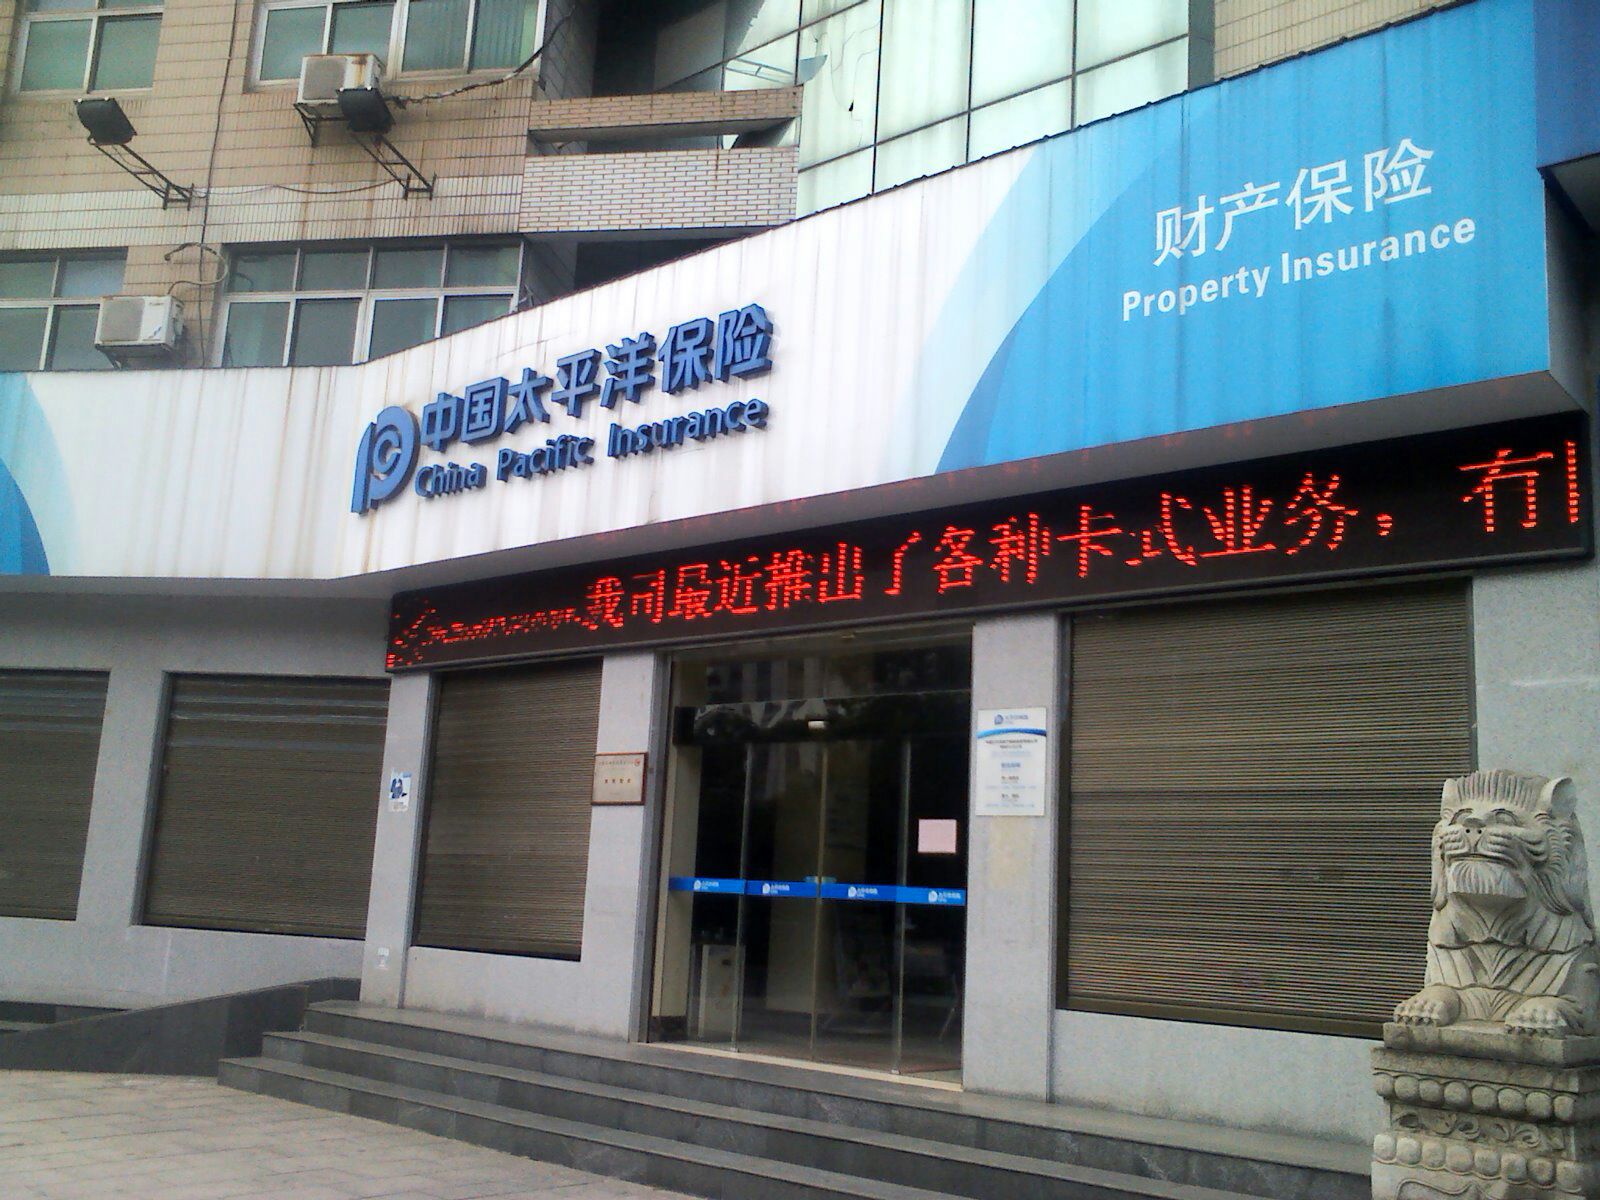 中国太平洋保险
China Pacific Insurance
财产保险
Property Insurance
我司最近推出了各种卡式业务，有